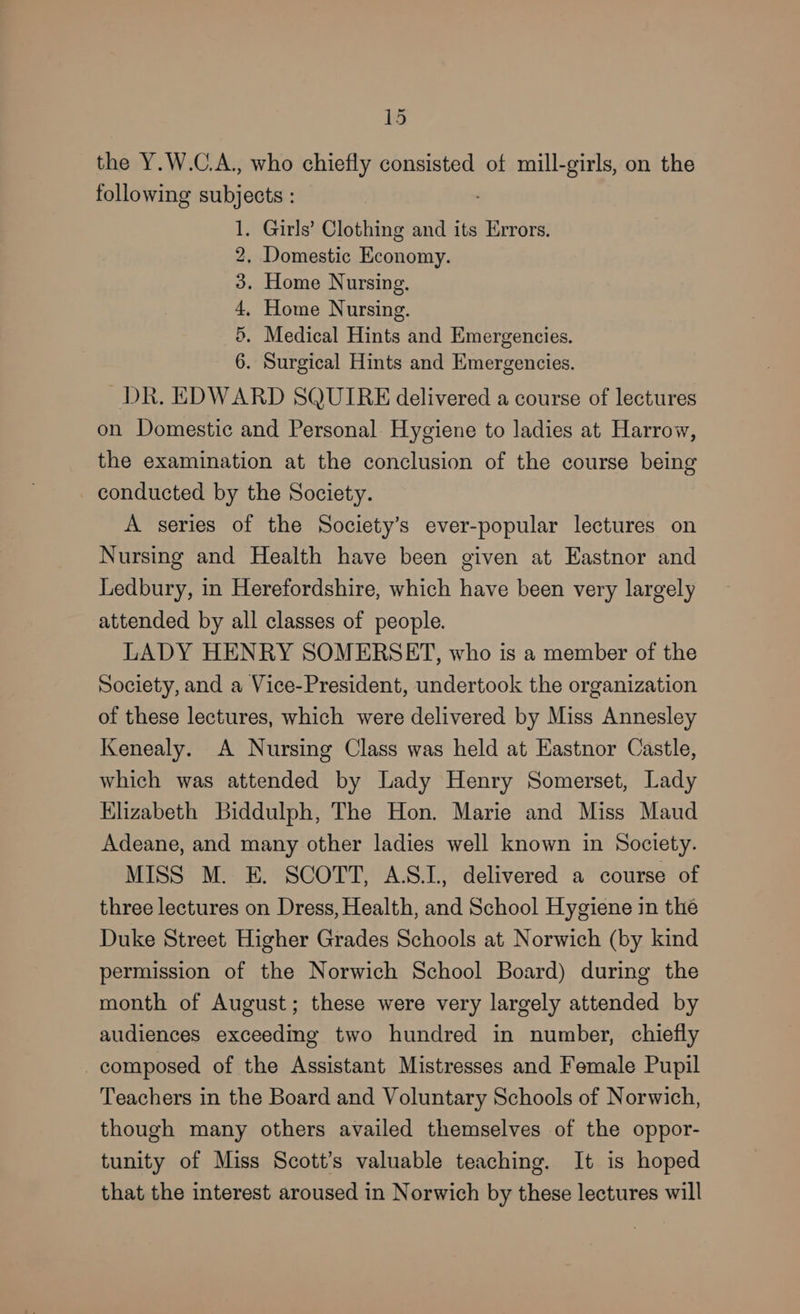 15
the Y.W.C.A., who chiefly consisted of mill-girls, on the
following subjects :
1. Girls’ Clothing and its Errors.
2. Domestic Economy.
3. Home Nursing.
4. Home Nursing.
5. Medical Hints and Emergencies.
6. Surgical Hints and Emergencies.
DR. EDWARD SQUIRE delivered a course of lectures
on Domestic and Personal Hygiene to ladies at Harrow,
the examination at the conclusion of the course being
conducted by the Society.
A series of the Society’s ever-popular lectures on
Nursing and Health have been given at Eastnor and
Ledbury, in Herefordshire, which have been very largely
attended by all classes of people.
LADY HENRY SOMERSET, who is a member of the
Society, and a Vice-President, undertook the organization
of these lectures, which were delivered by Miss Annesley
Kenealy. A Nursing Class was held at Eastnor Castle,
which was attended by Lady Henry Somerset, Lady
Elizabeth Biddulph, The Hon. Marie and Miss Maud
Adeane, and many other ladies well known in Society.
MISS M. E. SCOTT, A.S.I., delivered a course of
three lectures on Dress, Health, and School Hygiene in the
Duke Street Higher Grades Schools at Norwich (by kind
permission of the Norwich School Board) during the
month of August; these were very largely attended by
audiences exceeding two hundred in number, chiefly
composed of the Assistant Mistresses and Female Pupil
Teachers in the Board and Voluntary Schools of Norwich,
though many others availed themselves of the oppor-
tunity of Miss Scott’s valuable teaching. It is hoped
that the interest aroused in Norwich by these lectures will